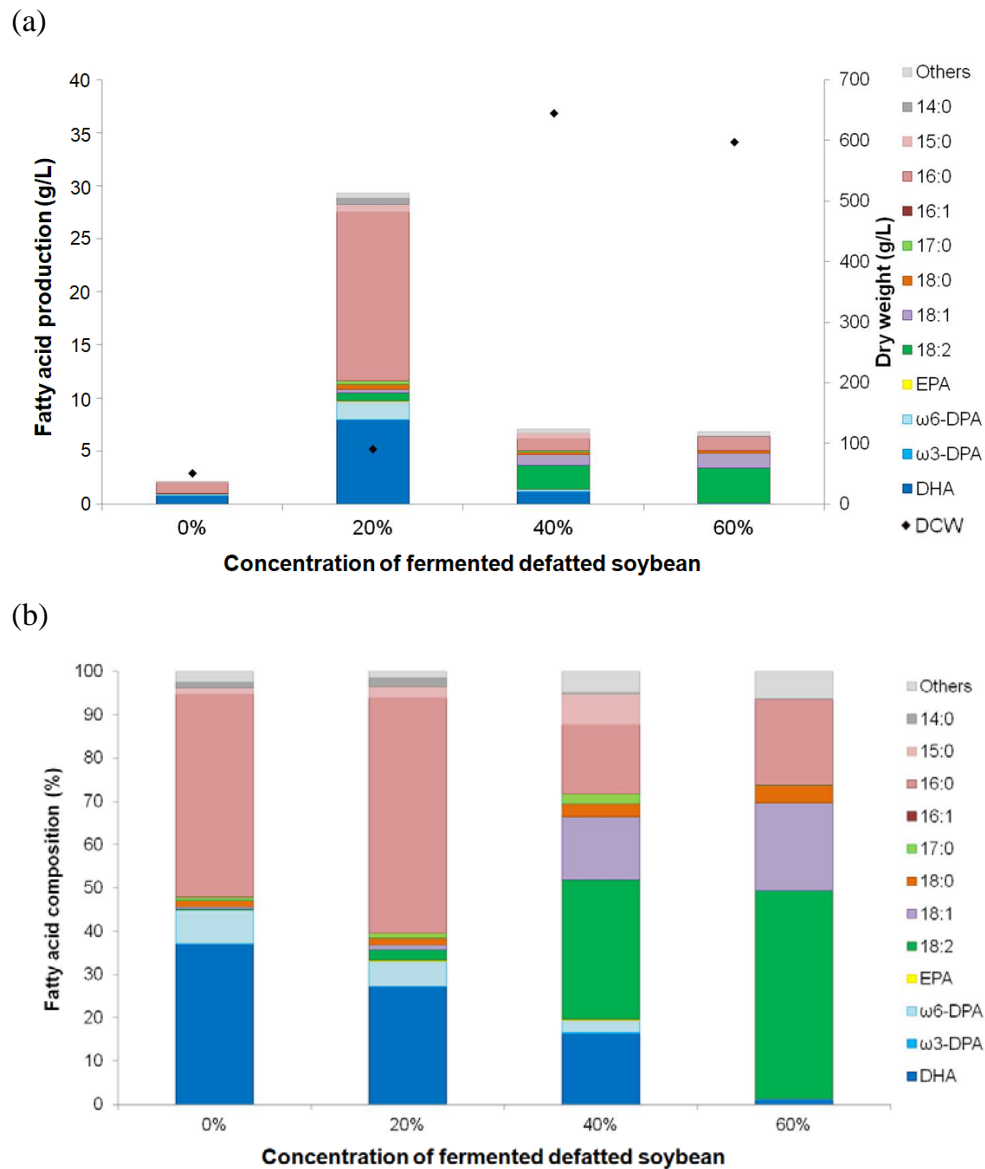 (a)
Fatty acid production (g/L)
40
35
30
25
20
15
10
5
0
0%
20%
40%
60%
Concentration of fermented defatted soybean
700
600
500
400
300
200
100
0
Dry weight (g/L)
Others
14:0
15:0
16:0
16:1
17:0
18:0
18:1
18:2
EPA
ω6-DPA
ω3-DPA
DHA
DCW
(b)
Fatty acid composition (%)
100
90
80
70
60
50
40
30
20
10
0
0%
20%
40%
60%
Concentration of fermented defatted soybean
Others
14:0
15:0
16:0
16:1
17:0
18:0
18:1
18:2
EPA
ω6-DPA
ω3-DPA
DHA